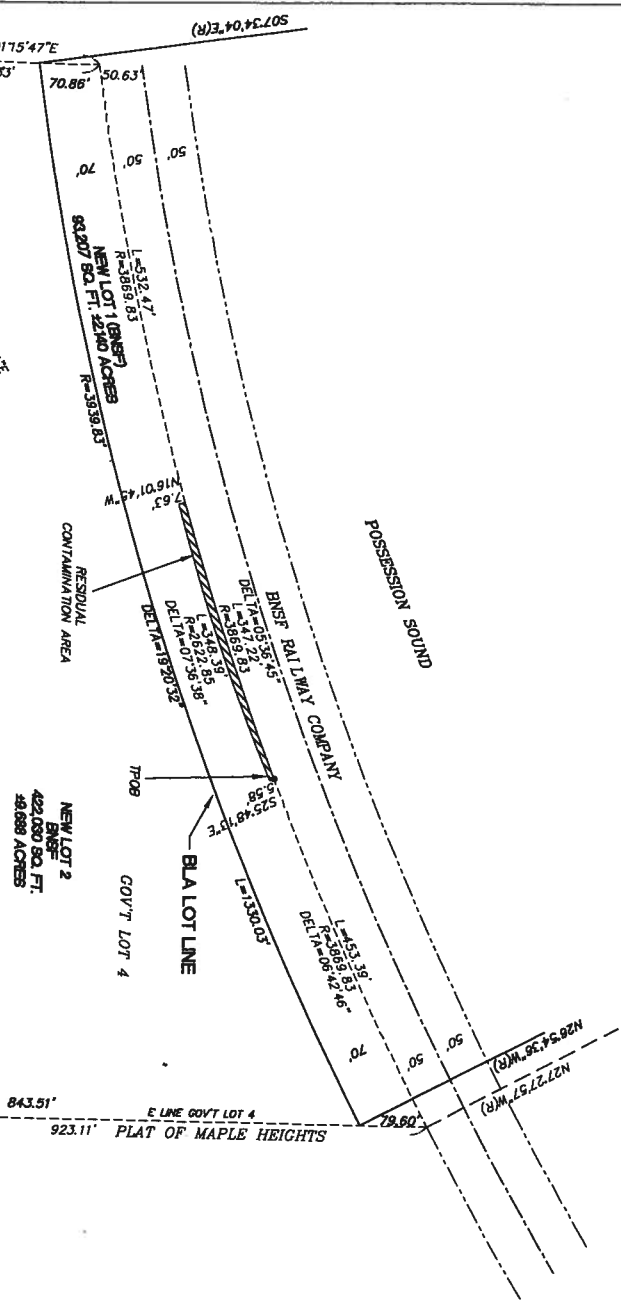 S07°34'04"E(R)
0175'47"E
33'
70.86'
50.63'
70'
50'
50'
L=532.47'
R=3869.83
NEW LOT 1 (BNSF)
93,207 SQ. FT. ±2.140 ACRES
R=3939.83'
N16°01'45"W
7.63'
RESIDUAL
CONTAMINATION AREA
POSSESSION SOUND
BNSF RAILWAY COMPANY
DELTA=05°36'45"
L=347.22'
R=3869.83
L=348.39'
R=2622.85
DELTA=07°36'38"
DELTA=19°20'32"
TPOB
S25°48'13"E
5.58'
BLA LOT LINE
NEW LOT 2
BNSF
422,030 SQ. FT.
±9.688 ACRES
GOV'T LOT 4
L=1330.03'
L=453.39'
R=3869.83
DELTA=06°42'46"
70'
50'
50'
N26°54'36"W(R)
N27°27'57"W(R)
843.51'
E LINE GOV'T LOT 4
79.60'
923.11'
PLAT OF MAPLE HEIGHTS